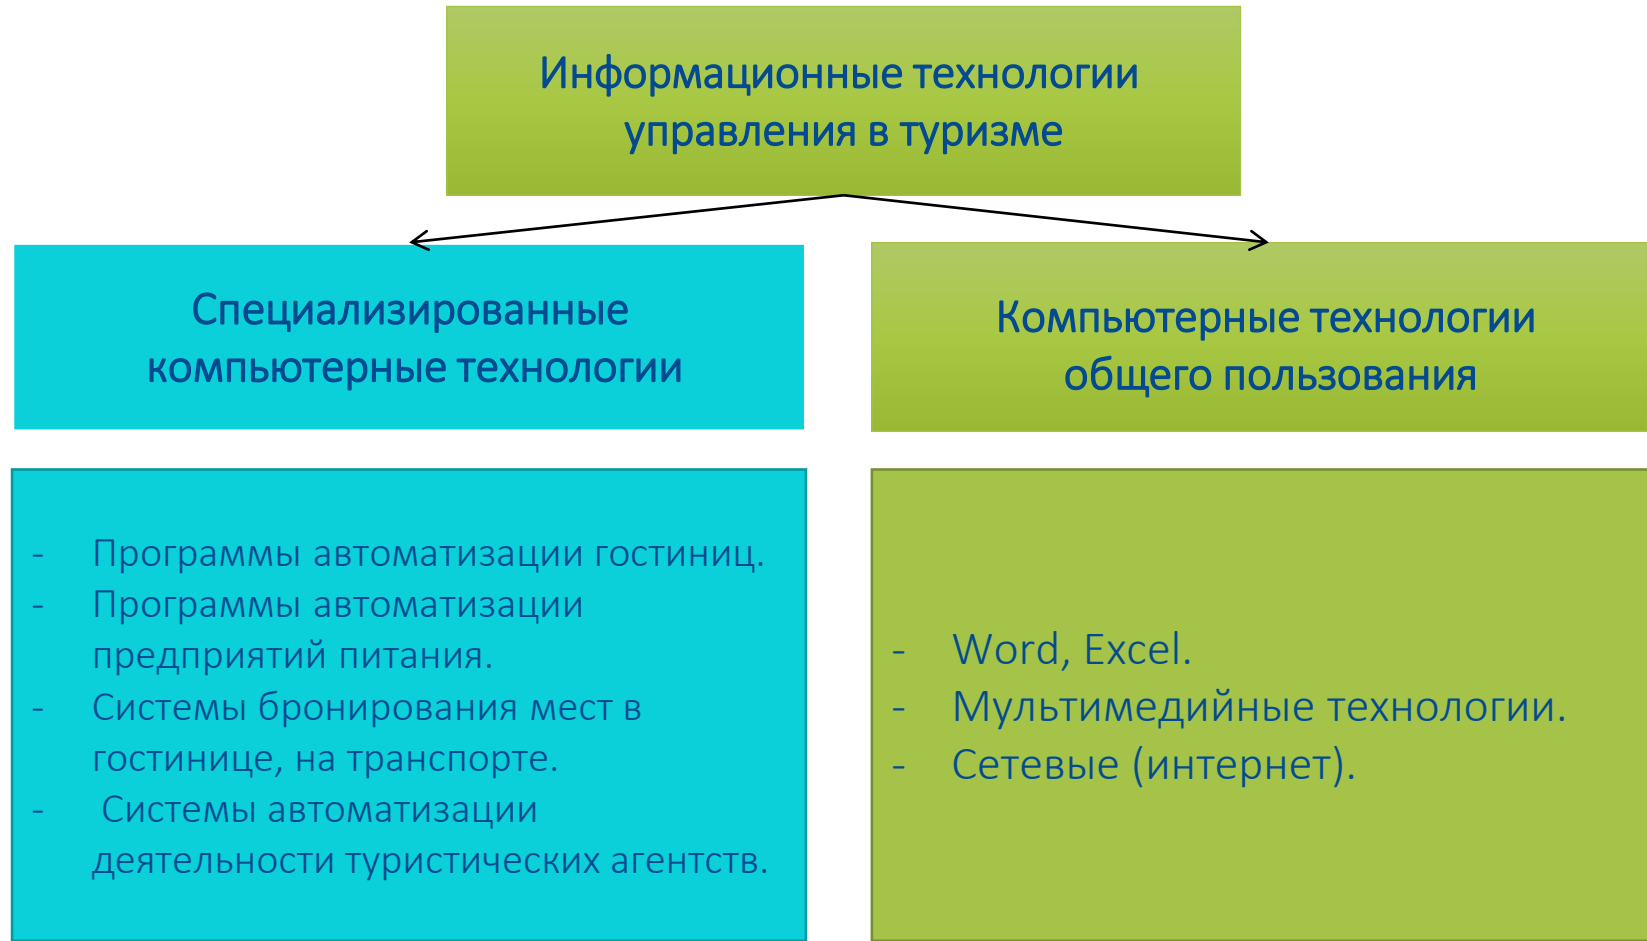 Информационные технологии
управления в туризме
Специализированные
компьютерные технологии
Компьютерные технологии
общего пользования
- Программы автоматизации гостиниц.
- Программы автоматизации
предприятий питания.
- Системы бронирования мест в
гостинице, на транспорте.
- Системы автоматизации
деятельности туристических агентств.
- Word, Excel.
- Мультимедийные технологии.
- Сетевые (интернет).